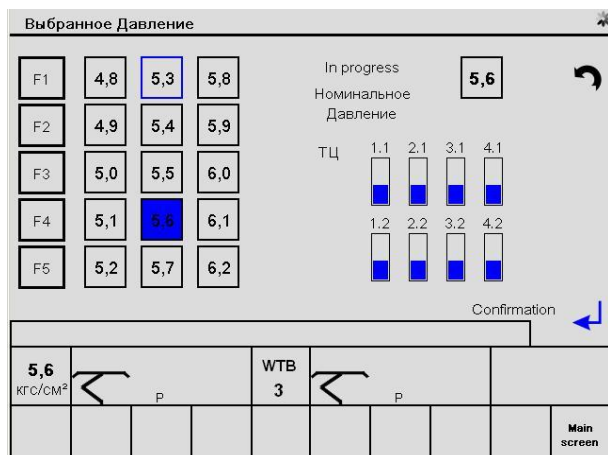 Выбранное Давление
F1 4,8 5,3 5,8
In progress 5,6
Номинальное
Давление
F2 4,9 5,4 5,9
ТЦ 1.1 2.1 3.1 4.1
F3 5,0 5,5 6,0
F4 5,1 5,6 6,1
1.2 2.2 3.2 4.2
F5 5,2 5,7 6,2
Confirmation
5,6
кгс/см²
P
WTB
3
P
Main
screen